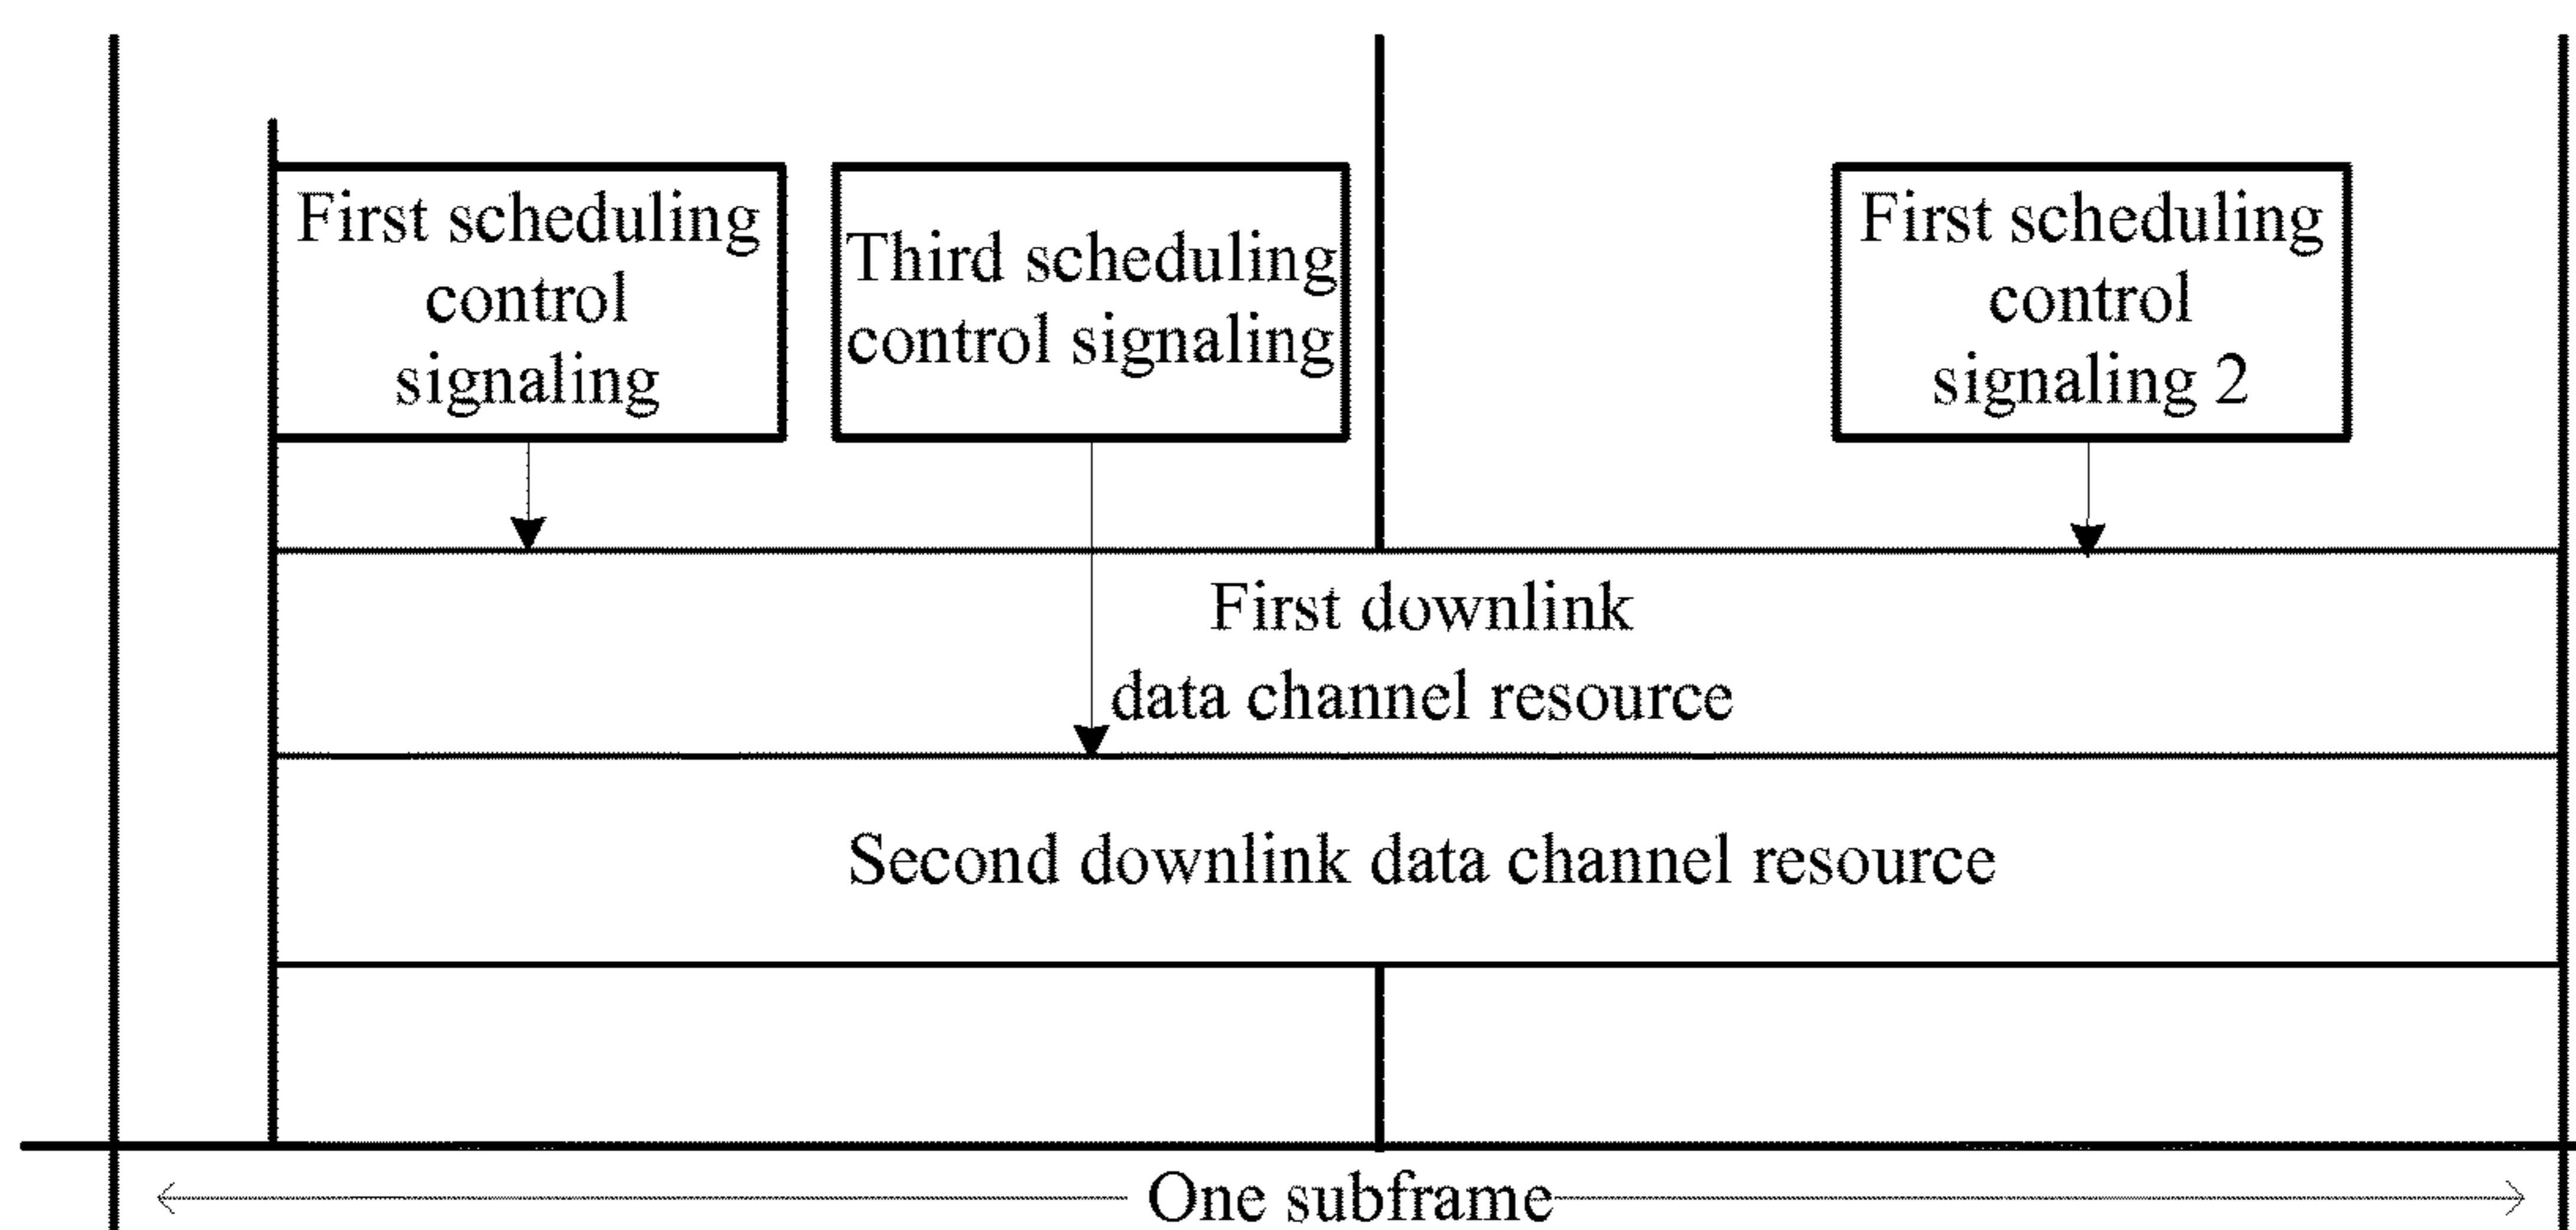 First scheduling
control
signaling
Third scheduling
control signaling
First scheduling
control
signaling 2
First downlink
data channel resource
Second downlink data channel resource
One subframe